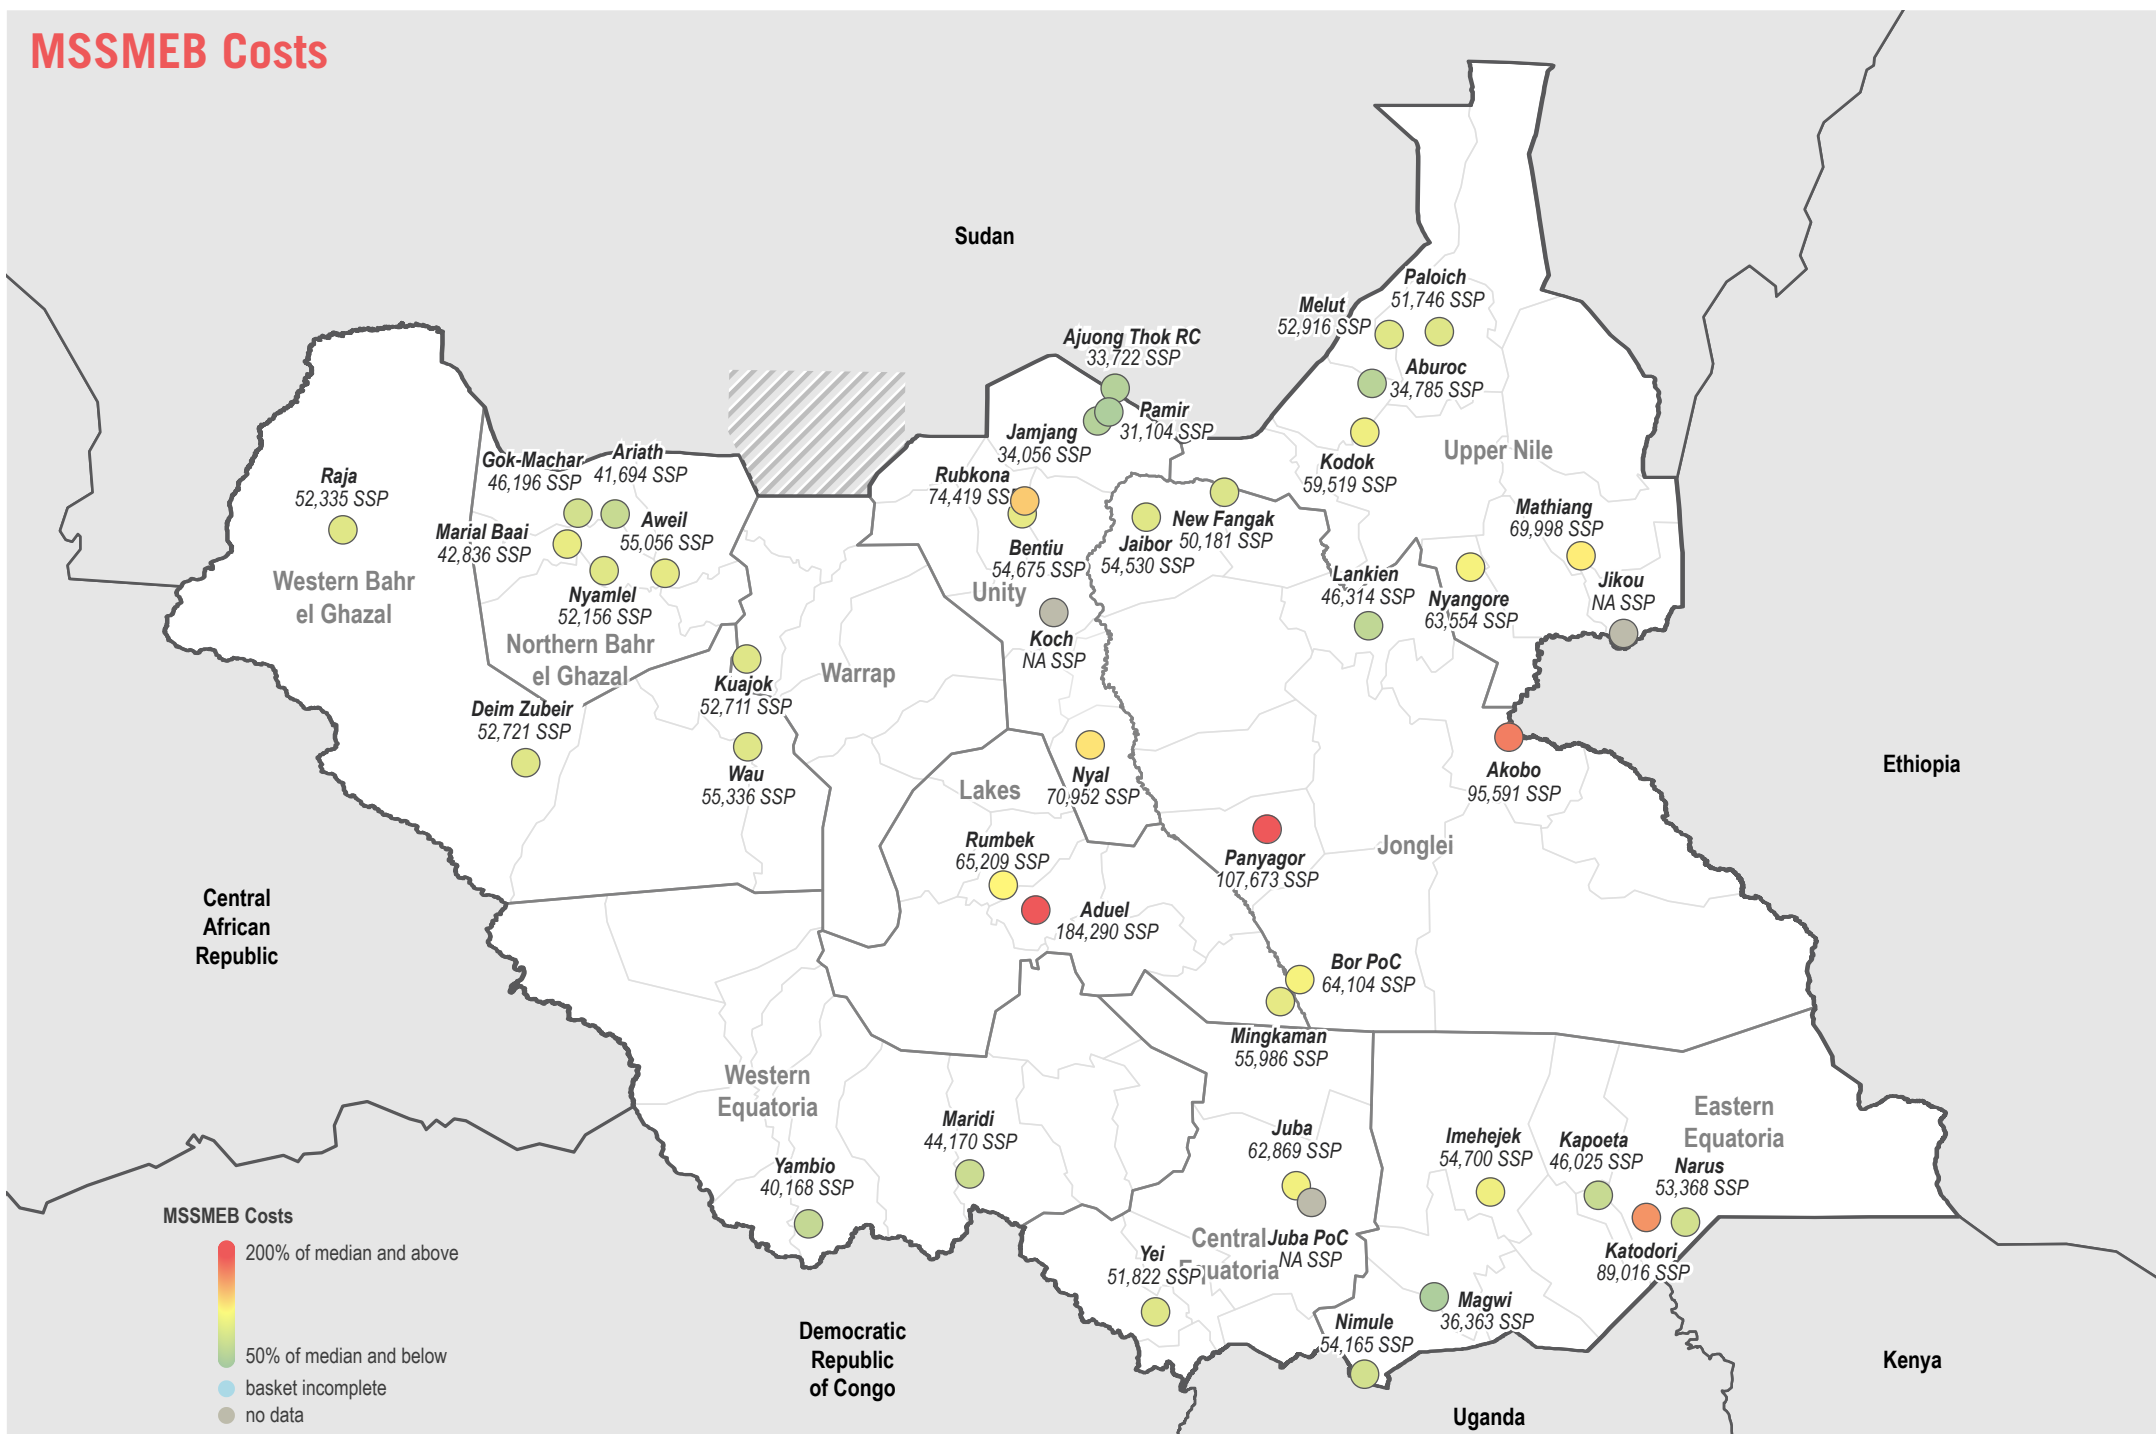 MSSMEB Costs
Sudan
Paloich
51,746 SSP
Melut
52,916 SSP
Ajuong Thok RC
33,722 SSP
Aburoc
34,785 SSP
Pamir
31,104 SSP
Jamjang
34,056 SSP
Kodok
59,519 SSP
Upper Nile
Gok-Machar
46,196 SSP
Ariath
41,694 SSP
Raja
52,335 SSP
Rubkona
74,419 SSP
Mathiang
69,998 SSP
Marial Baai
42,836 SSP
Aweil
55,056 SSP
New Fangak
50,181 SSP
Jaibor
54,530 SSP
Bentiu
54,675 SSP
Unity
Western Bahr
el Ghazal
Nyamlel
52,156 SSP
Lankien
46,314 SSP
Nyangore
63,554 SSP
Jikou
NA SSP
Northern Bahr
el Ghazal
Koch
NA SSP
Warrap
Kuajok
52,711 SSP
Deim Zubeir
52,721 SSP
Wau
55,336 SSP
Nyal
70,952 SSP
Lakes
Akobo
95,591 SSP
Ethiopia
Rumbek
65,209 SSP
Panyagor
107,673 SSP
Jonglei
Central
African
Republic
Aduel
184,290 SSP
Bor PoC
64,104 SSP
Mingkaman
55,986 SSP
Western
Equatoria
Eastern
Equatoria
Maridi
44,170 SSP
Juba
62,869 SSP
Imehejek
54,700 SSP
Kapoeta
46,025 SSP
Narus
53,368 SSP
Yambio
40,168 SSP
Central
Equatoria
Juba PoC
NA SSP
Katodori
89,016 SSP
Yei
51,822 SSP
Magwi
36,363 SSP
Nimule
54,165 SSP
Democratic
Republic
of Congo
Kenya
Uganda
MSSMEB Costs
200% of median and above
50% of median and below
basket incomplete
no data